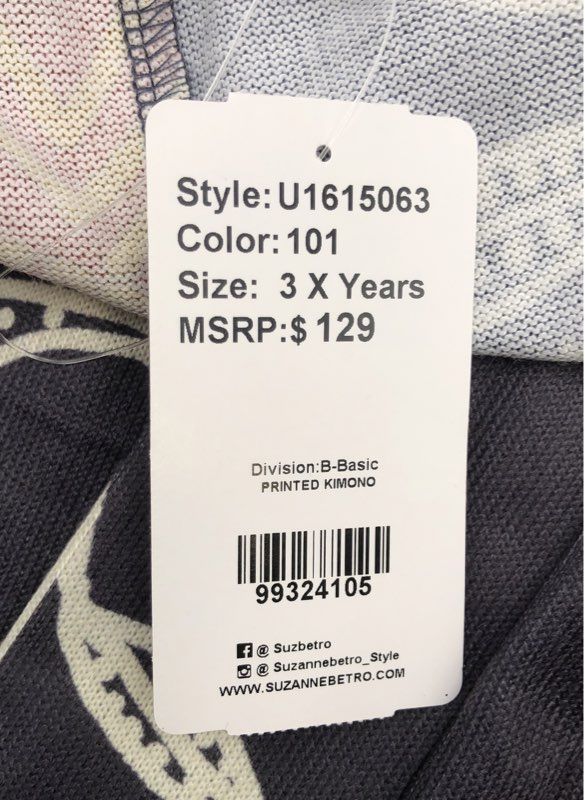 Style: U1615063
Color: 101
Size: 3 X Years
MSRP:$ 129
Division:B-Basic
PRINTED KIMONO
99324105
@ Suzbetro
@ Suzannebetro_Style
WWW.SUZANNEBETRO.COM